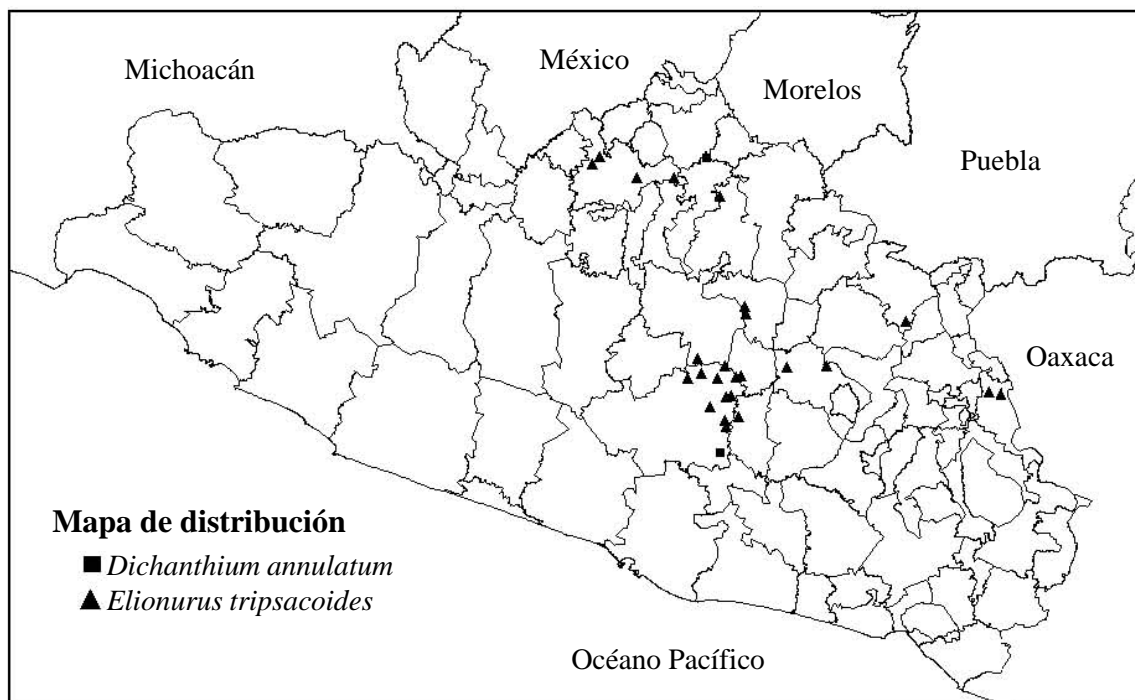 Michoacán
México
Morelos
Puebla
Oaxaca
Mapa de distribución
Dichanthium annulatum
Elionurus tripsacoides
Océano Pacífico